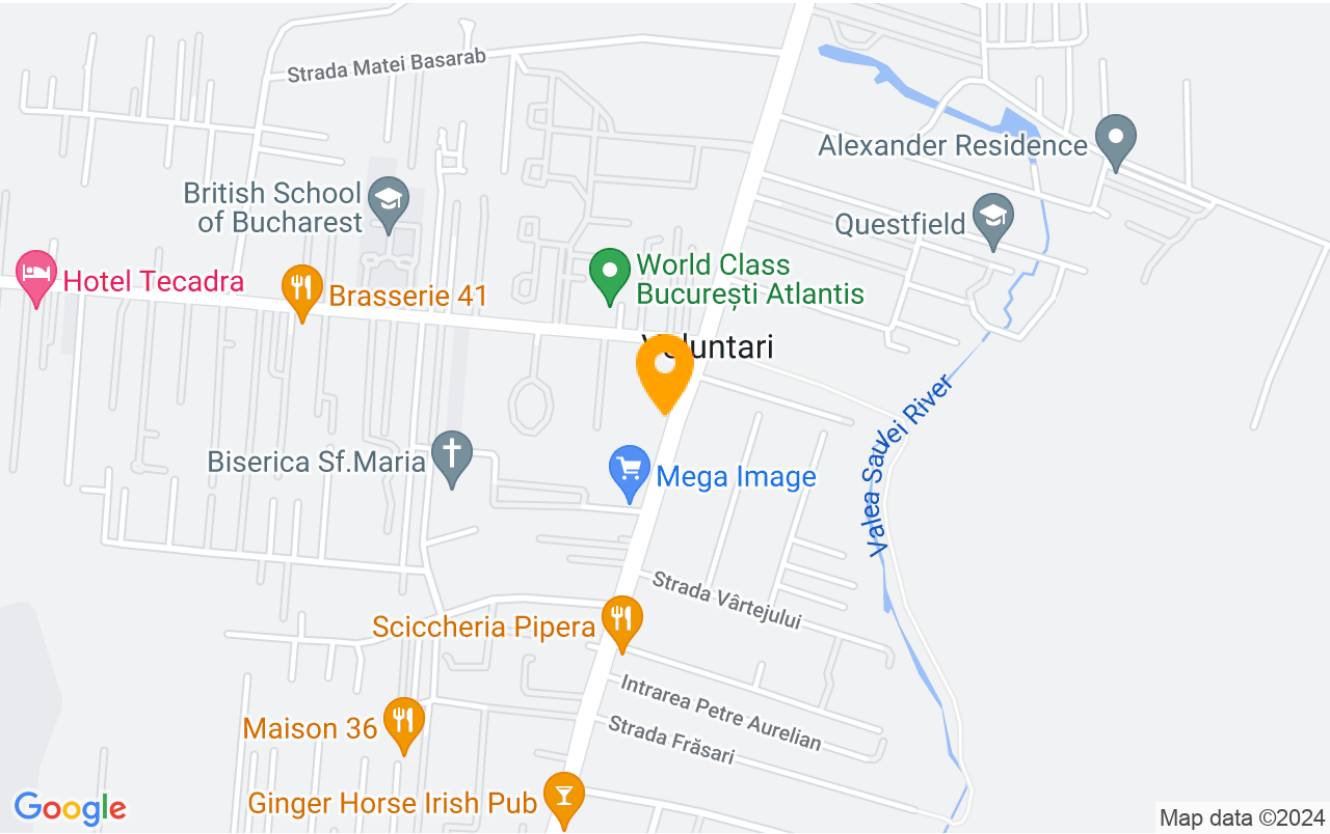 Strada Matei Basarab
Alexander Residence
British School
of Bucharest
Questfield
Hotel Tecadra
Brasserie 41
World Class
București Atlantis
Voluntari
Valea Saulei River
Biserica Sf.Maria
Mega Image
Strada Vârtejului
Sciccheria Pipera
Intrarea Petre Aurelian
Strada Frăsari
Maison 36
Ginger Horse Irish Pub
Google
Map data ©2024